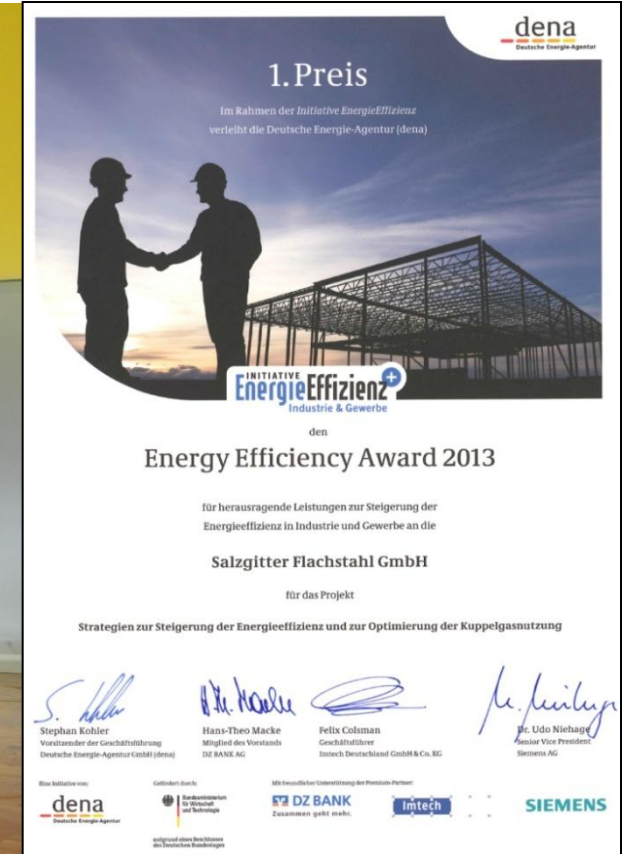 dena
Deutsche Energie-Agentur
1. Preis
Im Rahmen der Initiative EnergieEffizienz
verleiht die Deutsche Energie-Agentur (dena)
INITIATIVE
EnergieEffizienz+
Industrie & Gewerbe
den
Energy Efficiency Award 2013
für herausragende Leistungen zur Steigerung der
Energieeffizienz in Industrie und Gewerbe an die
Salzgitter Flachstahl GmbH
für das Projekt
Strategien zur Steigerung der Energieeffizienz und zur Optimierung der Kuppelgasnutzung
Stephan Kohler
Vorsitzender der Geschäftsführung
Deutsche Energie-Agentur GmbH (dena)
Hans-Theo Macke
Mitglied des Vorstands
DZ BANK AG
Felix Colsman
Geschäftsführer
Imtech Deutschland GmbH & Co. KG
Dr. Udo Niehage
Senior Vice President
Siemens AG
Eine Initiative von:
dena
Deutsche Energie-Agentur
Gefördert durch:
Bundesministerium
für Wirtschaft
und Technologie
aufgrund eines Beschlusses
des Deutschen Bundestages
Mit freundlicher Unterstützung der Premium-Partner:
DZ BANK
Zusammen geht mehr.
Imtech
SIEMENS